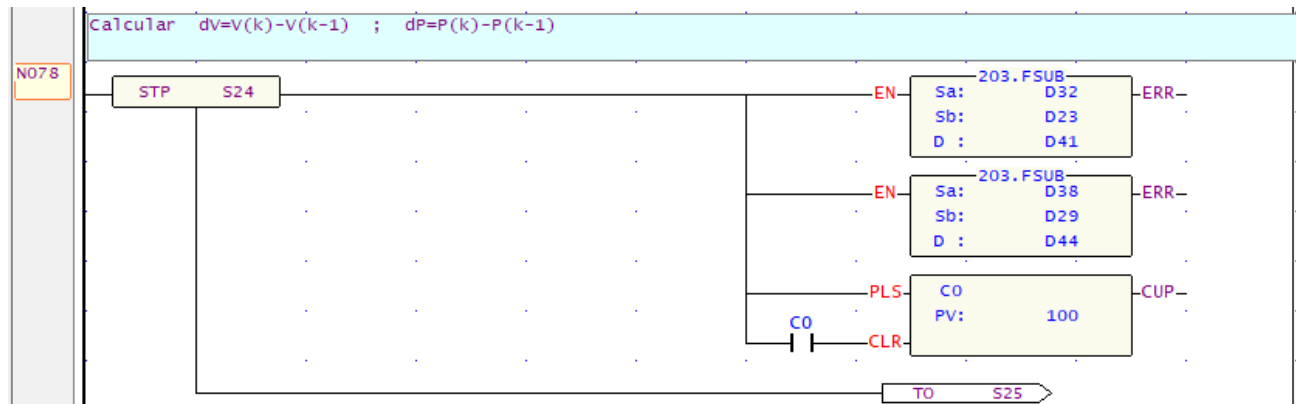 Calcular dV=V(k)-V(k-1) ; dP=P(k)-P(k-1)
N078
STP S24
EN
203.FSUB
Sa: D32
ERR
Sb: D23
D : D41
EN
203.FSUB
Sa: D38
ERR
Sb: D29
D : D44
PLS
C0
CUP
PV: 100
C0
CLR
TO S25